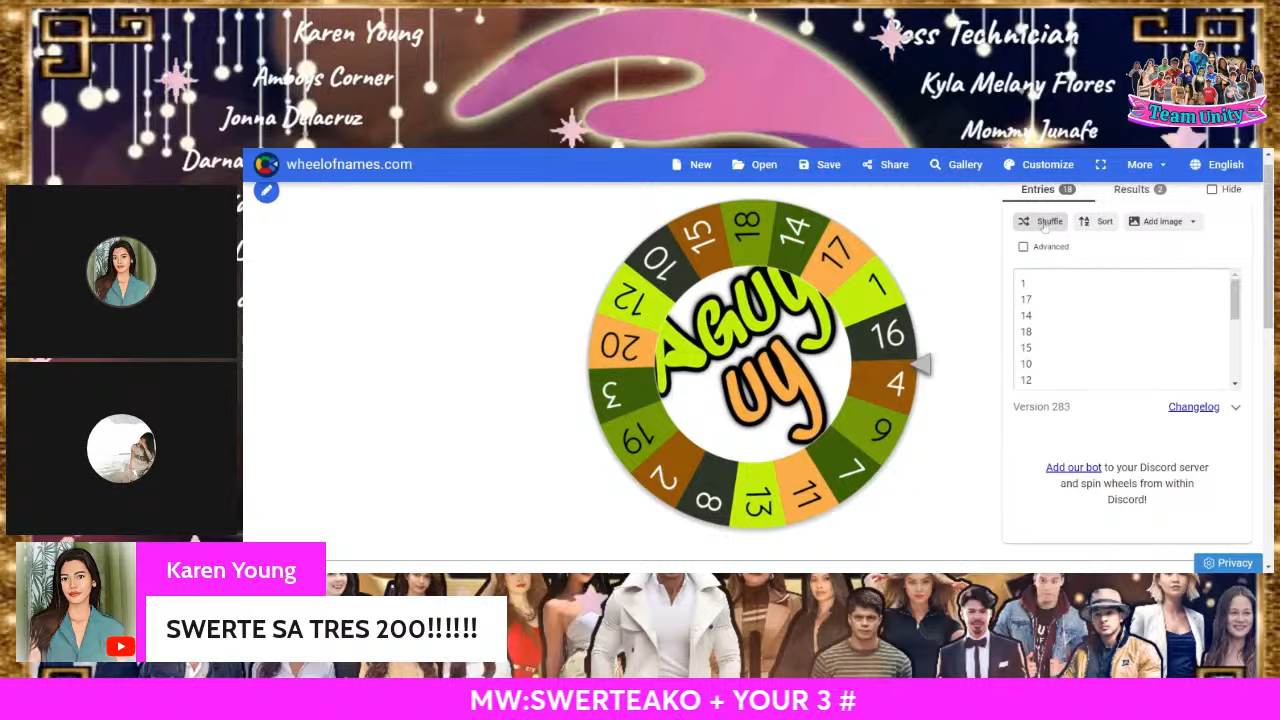 Karen Young
Amboys Corner
Jonna Delacruz
Darna
Boss Technician
Kyla Melany Flores
Mommy Junafe
Team Unity
wheelofnames.com
New
Open
Save
Share
Gallery
Customize
More
English
Entries 18
Results 2
Hide
Shuffle
Sort
Add image
Advanced
1
17
14
18
15
10
12
Version 283
Changelog
Add our bot to your Discord server
and spin wheels from within
Discord!
Privacy
18
14
17
1
16
4
6
7
11
13
8
2
19
3
20
12
10
15
AGUY
UY
Karen Young
SWERTE SA TRES 200!!!!!!
MW:SWERTEAKO + YOUR 3 #